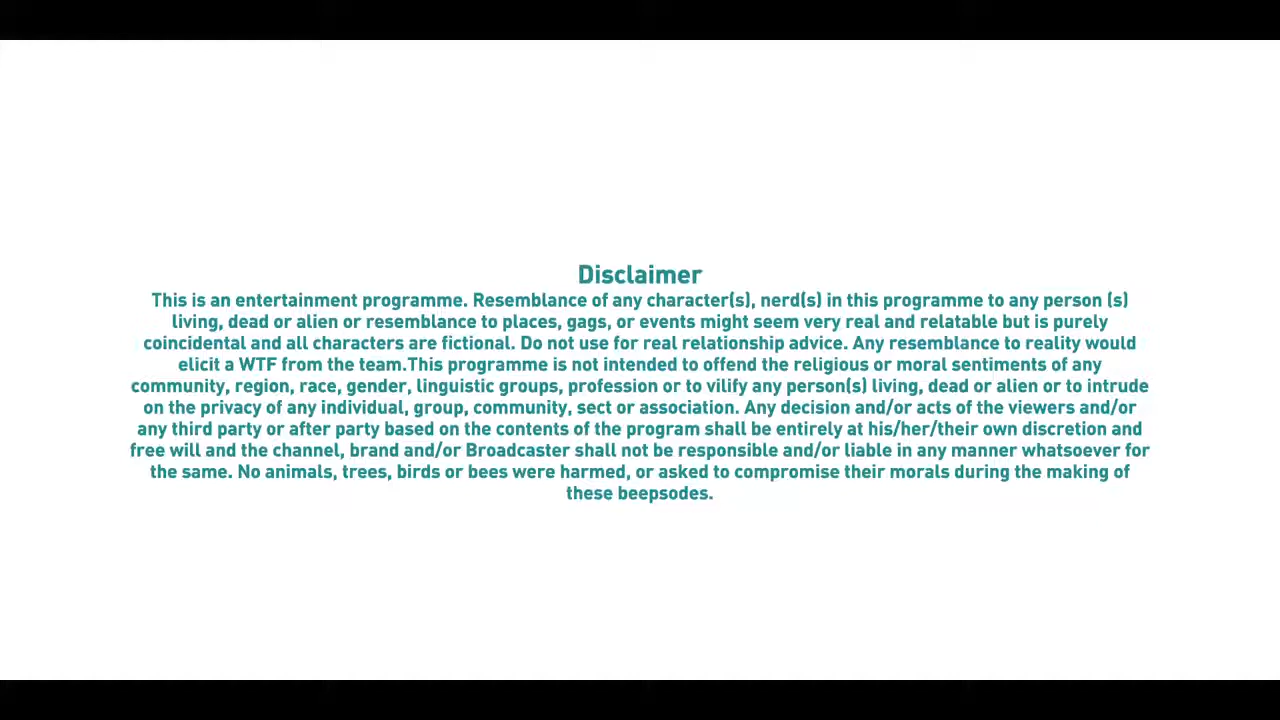 Disclaimer
This is an entertainment programme. Resemblance of any character(s), nerd(s) in this programme to any person (s)
living, dead or alien or resemblance to places, gags, or events might seem very real and relatable but is purely
coincidental and all characters are fictional. Do not use for real relationship advice. Any resemblance to reality would
elicit a WTF from the team.This programme is not intended to offend the religious or moral sentiments of any
community, region, race, gender, linguistic groups, profession or to vilify any person(s) living, dead or alien or to intrude
on the privacy of any individual, group, community, sect or association. Any decision and/or acts of the viewers and/or
any third party or after party based on the contents of the program shall be entirely at his/her/their own discretion and
free will and the channel, brand and/or Broadcaster shall not be responsible and/or liable in any manner whatsoever for
the same. No animals, trees, birds or bees were harmed, or asked to compromise their morals during the making of
these beepsodes.